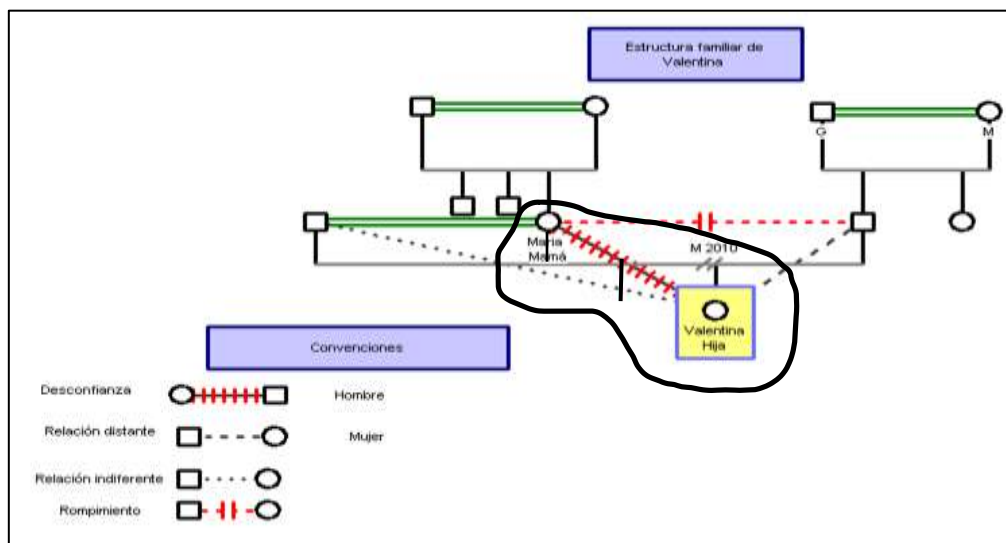 Estructura familiar de
Valentina
G
M
Maria
Mamá
M 2010
Valentina
Hija
Convenciones
Desconfianza
Hombre
Relación distante
Mujer
Relación indiferente
Rompimiento